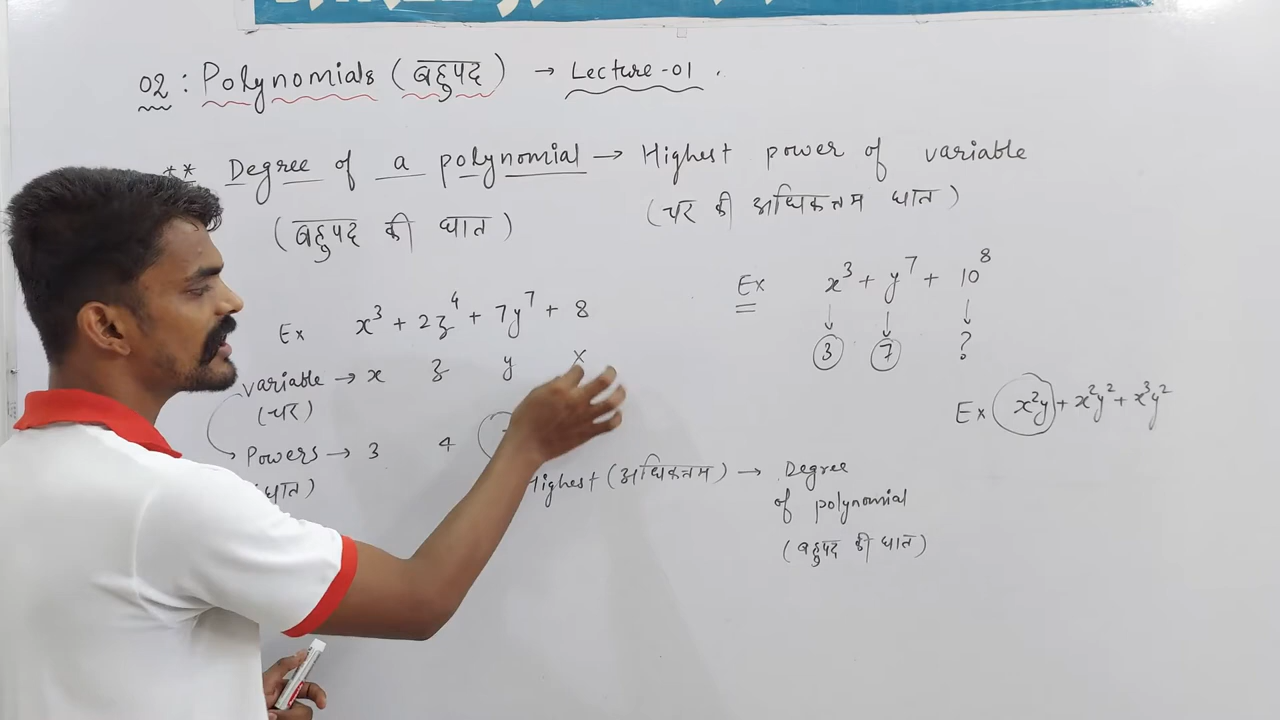 02 : Polynomials (बहुपद) → Lecture-01 .
** Degree of a polynomial → Highest power of variable
(बहुपद की घात)
(चर की अधिकतम घात)
Ex x³ + 2z⁴ + 7y⁷ + 8
variable → x z y ×
(चर)
Powers → 3 4
घात)
Highest (अधिकतम) → Degree
of polynomial
(बहुपद की घात)
Ex x³ + y⁷ + 10⁸
↓ ↓ ↓
3 7 ?
Ex x²y + x²y² + x³y²